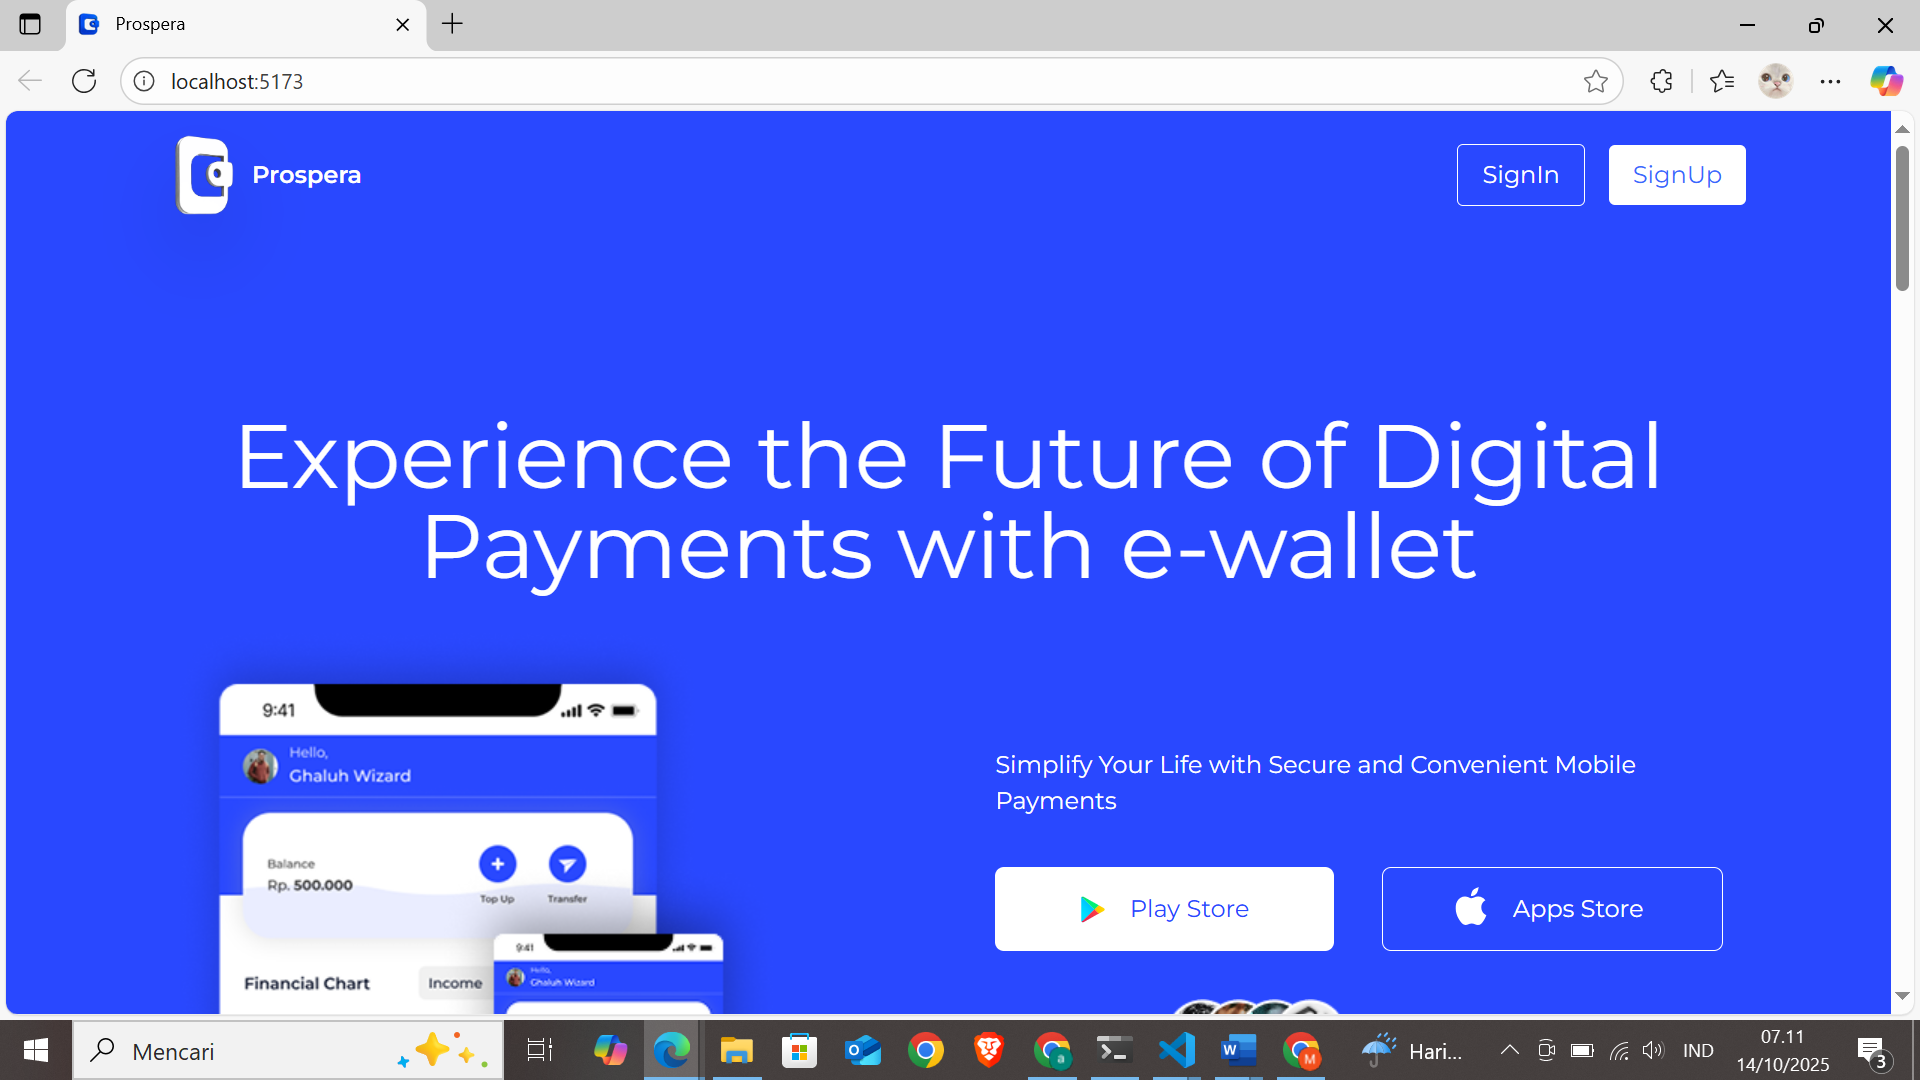 Prospera
localhost:5173
Prospera
SignIn
SignUp
Experience the Future of Digital
Payments with e-wallet
9:41
Hello,
Ghaluh Wizard
Balance
Rp. 500.000
Top Up
Transfer
Financial Chart
Income
9:41
Hello,
Ghaluh Wizard
Simplify Your Life with Secure and Convenient Mobile
Payments
Play Store
Apps Store
Mencari
Hari...
IND
07.11
14/10/2025
3